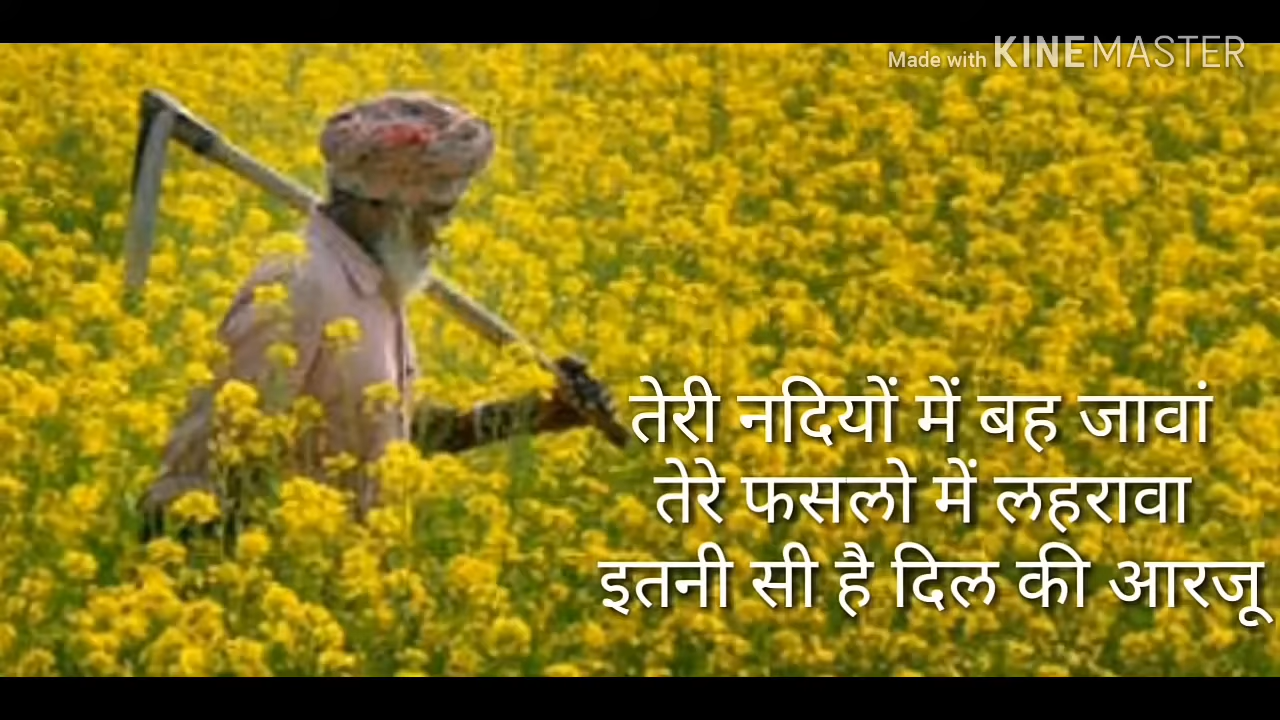 Made with KINEMASTER
तेरी नदियों में बह जावां
तेरे फसलो में लहरावा
इतनी सी है दिल की आरजू